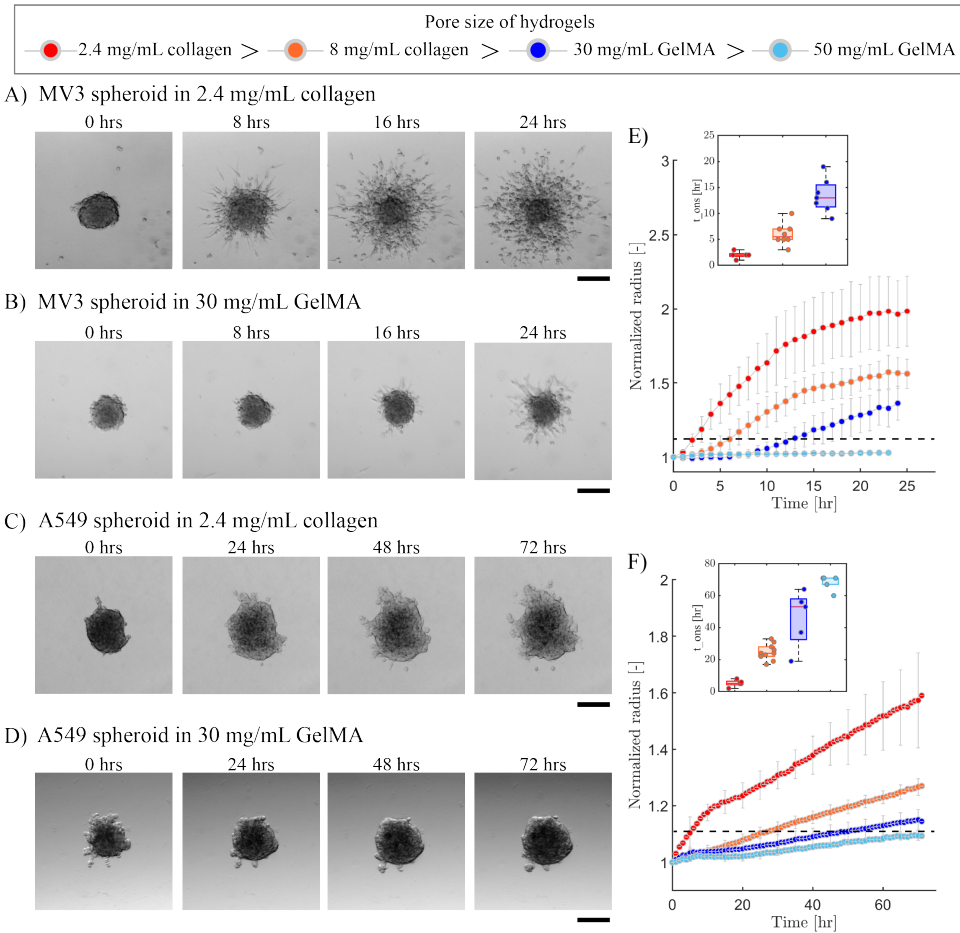 Pore size of hydrogels
2.4 mg/mL collagen > 8 mg/mL collagen > 30 mg/mL GelMA > 50 mg/mL GelMA
A) MV3 spheroid in 2.4 mg/mL collagen
0 hrs 8 hrs 16 hrs 24 hrs
B) MV3 spheroid in 30 mg/mL GelMA
0 hrs 8 hrs 16 hrs 24 hrs
C) A549 spheroid in 2.4 mg/mL collagen
0 hrs 24 hrs 48 hrs 72 hrs
D) A549 spheroid in 30 mg/mL GelMA
0 hrs 24 hrs 48 hrs 72 hrs
E)
Normalized radius [-]
3
2.5
2
1.5
1
t_ons [hr]
25
20
15
10
5
0
0 5 10 15 20 25
Time [hr]
F)
Normalized radius [-]
2
1.8
1.6
1.4
1.2
1
t_ons [hr]
80
60
40
20
0
0 20 40 60
Time [hr]